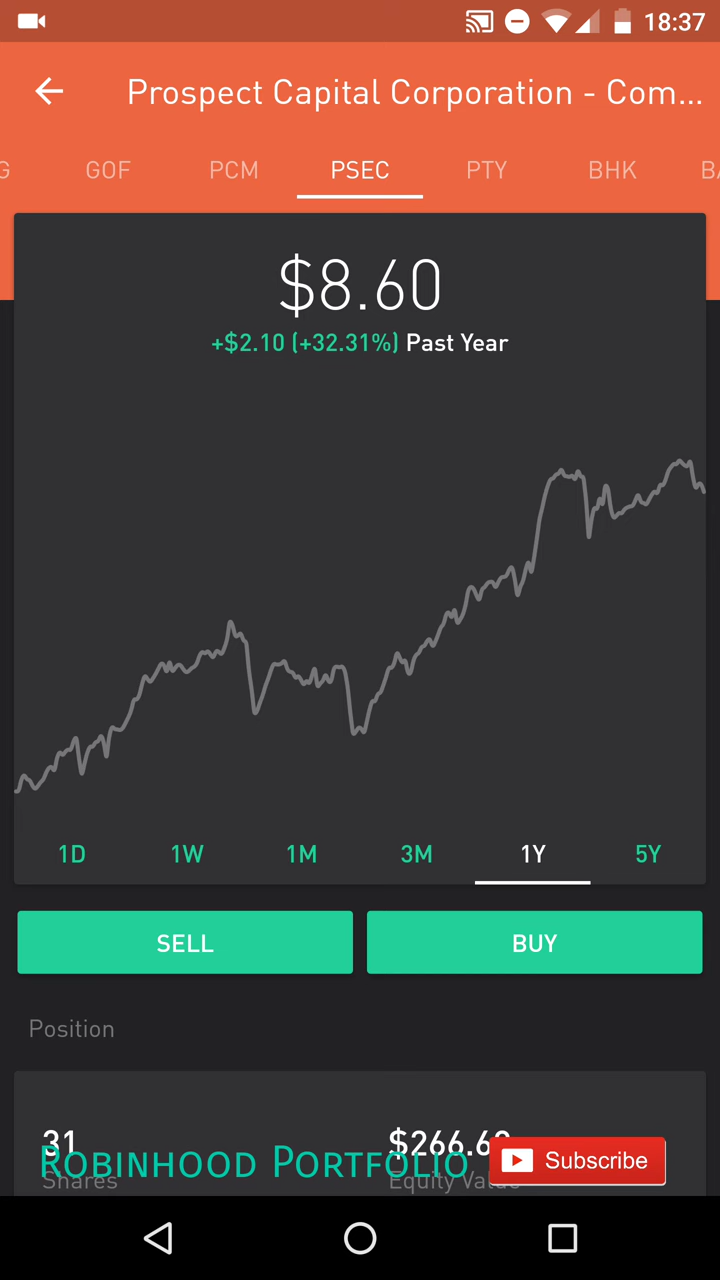 18:37
Prospect Capital Corporation - Com...
GOF PCM PSEC PTY BHK
$8.60
+$2.10 (+32.31%) Past Year
1D 1W 1M 3M 1Y 5Y
SELL BUY
Position
31
Shares
Equity
ROBINHOOD PORTFOLIO
Subscribe